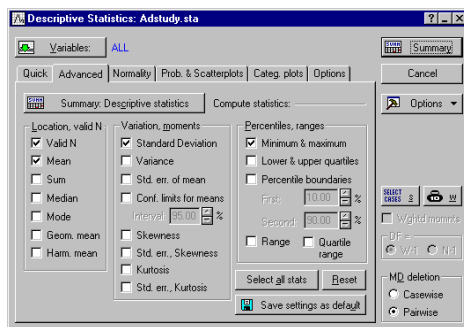 Descriptive Statistics: Adstudy.sta
Variables: ALL
Summary
Quick Advanced Normality Prob. & Scatterplots Categ. plots Options
Cancel
Summary: Descriptive statistics Compute statistics:
Options
Location, valid N Variation, moments Percentiles, ranges
Valid N Standard Deviation Minimum & maximum
Mean Variance Lower & upper quartiles
Sum Std. err. of mean Percentile boundaries
Median Conf. limits for means First: 10.00 %
Mode Interval: 95.00 % Second: 90.00 %
Geom. mean Skewness Range Quartile range
Harm. mean Std. err., Skewness
Kurtosis
Std. err., Kurtosis
Select all stats Reset
Save settings as default
SELECT CASES S W
Wghtd momnts
DF =
W-1 N-1
MD deletion
Casewise
Pairwise